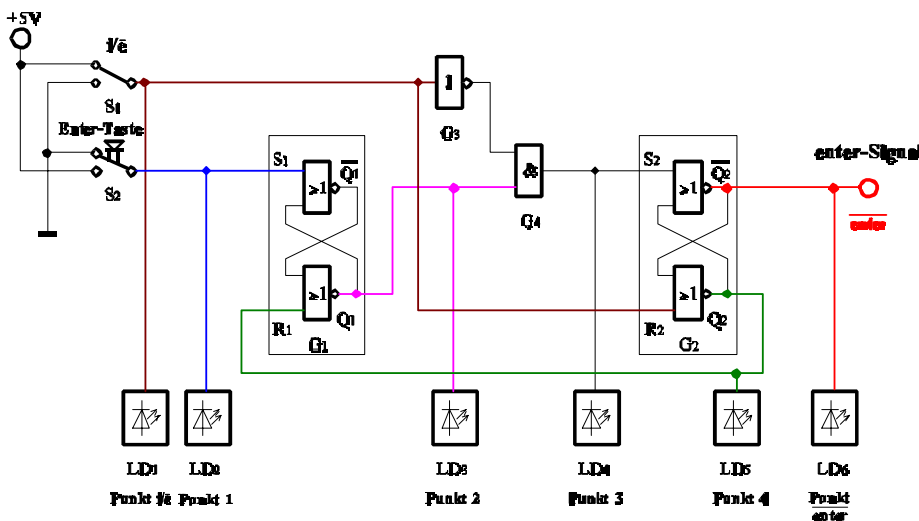 +5V
i/ē
S1
Enter-Taste
S2
S1
≥1
Q1
≥1
Q1
R1
G1
1
G3
&
G4
S2
≥1
Q2
≥1
Q2
R2
G2
enter-Signal
enter
LD1
LD2
LD3
LD4
LD5
LD6
Punkt i/ē
Punkt 1
Punkt 2
Punkt 3
Punkt 4
Punkt
enter